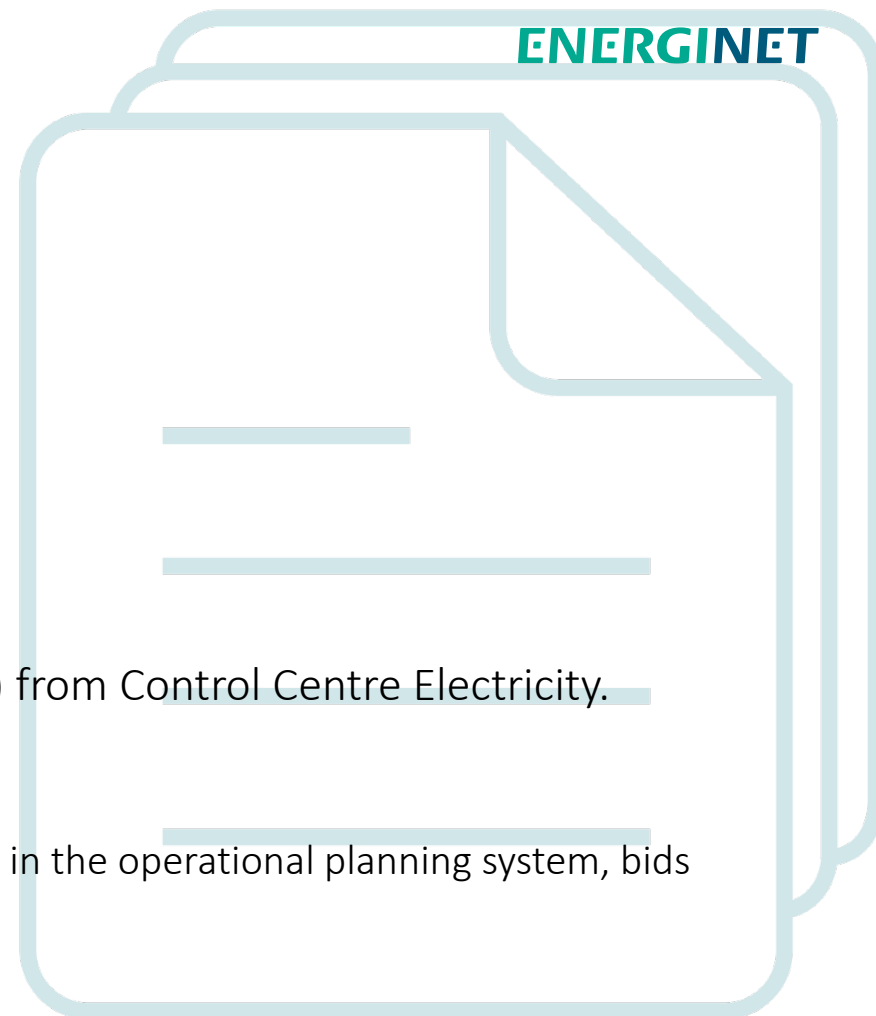 ENERGINET
) from Control Centre Electricity.
in the operational planning system, bids